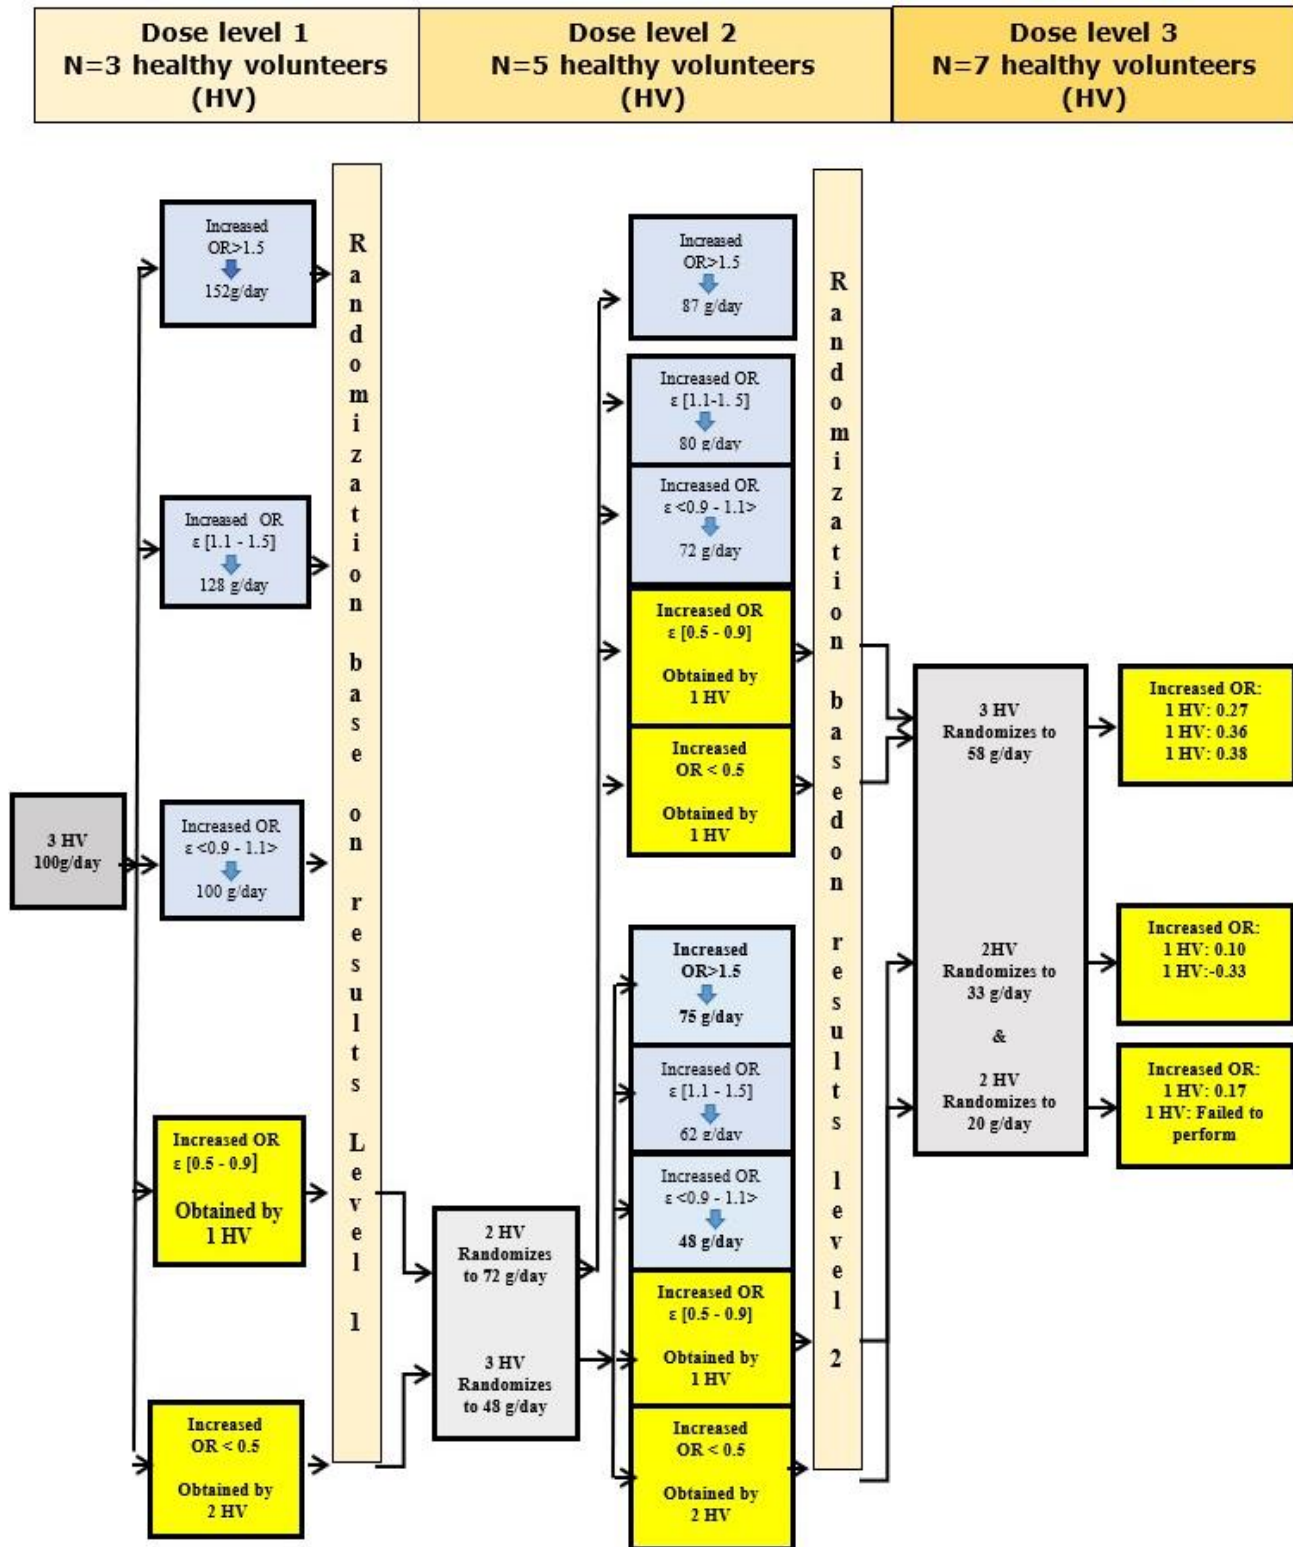 Dose level 1
N=3 healthy volunteers
(HV)
Dose level 2
N=5 healthy volunteers
(HV)
Dose level 3
N=7 healthy volunteers
(HV)
3 HV
100g/day
Increased
OR>1.5
152g/day
Increased OR
ε [1.1 - 1.5]
128 g/day
Increased OR
ε <0.9 - 1.1>
100 g/day
Increased OR
ε [0.5 - 0.9]
Obtained by
1 HV
Increased
OR < 0.5
Obtained by
2 HV
Randomization base on results Level 1
2 HV
Randomizes
to 72 g/day
3 HV
Randomizes
to 48 g/day
Increased
OR>1.5
87 g/day
Increased OR
ε [1.1-1. 5]
80 g/day
Increased OR
ε <0.9 - 1.1>
72 g/day
Increased OR
ε [0.5 - 0.9]
Obtained by
1 HV
Increased
OR < 0.5
Obtained by
1 HV
Increased
OR>1.5
75 g/day
Increased OR
ε [1.1 - 1.5]
62 g/day
Increased OR
ε <0.9 - 1.1>
48 g/day
Increased OR
ε [0.5 - 0.9]
Obtained by
1 HV
Increased
OR < 0.5
Obtained by
2 HV
Randomization basedon results level 2
3 HV
Randomizes to
58 g/day
2HV
Randomizes to
33 g/day
&
2 HV
Randomizes to
20 g/day
Increased OR:
1 HV: 0.27
1 HV: 0.36
1 HV: 0.38
Increased OR:
1 HV: 0.10
1 HV:-0.33
Increased OR:
1 HV: 0.17
1 HV: Failed to
perform